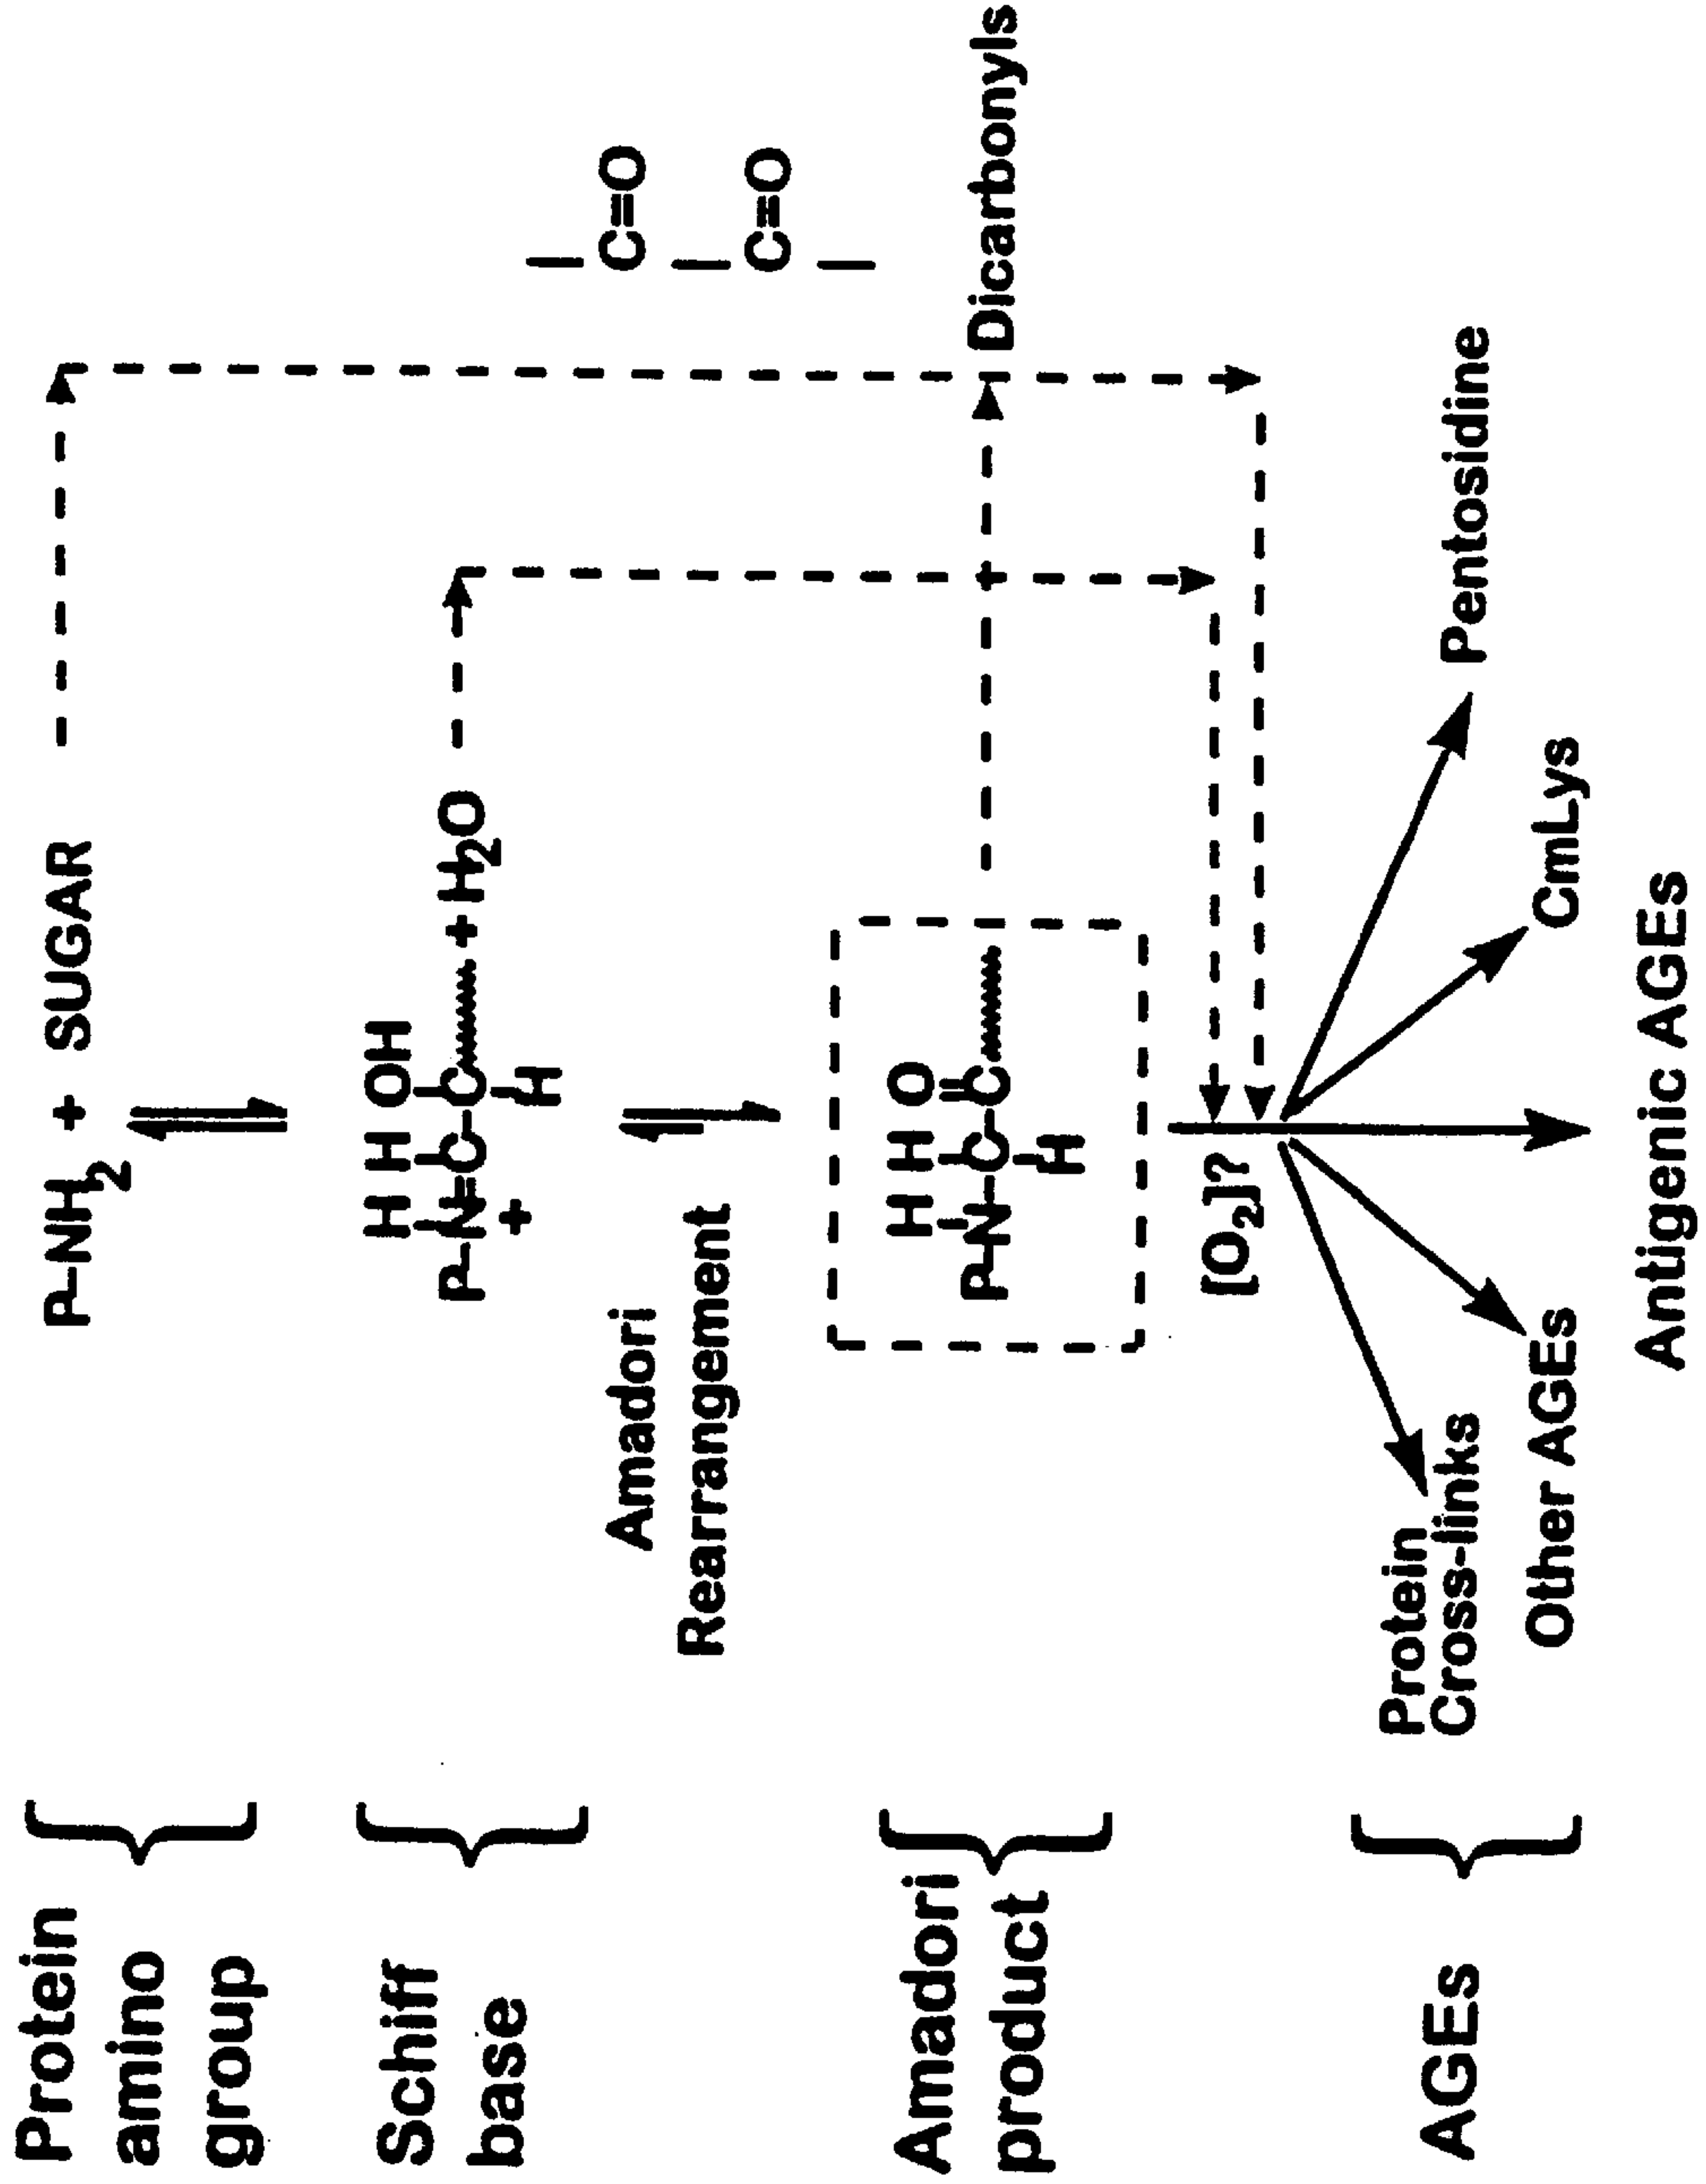 Protein
amino
group
P–NH₂ + SUGAR
Schiff
base
H H OH
P–N=C–C + H₂O
+ H
Amadori
Rearrangement
C=O
C=O
Amadori
product
H H O
P–N–C–C
H
Dicarbonyls
[O₂]?
AGEs
Protein
Cross-links
Pentosidine
Other AGEs
CmLys
Antigenic AGEs